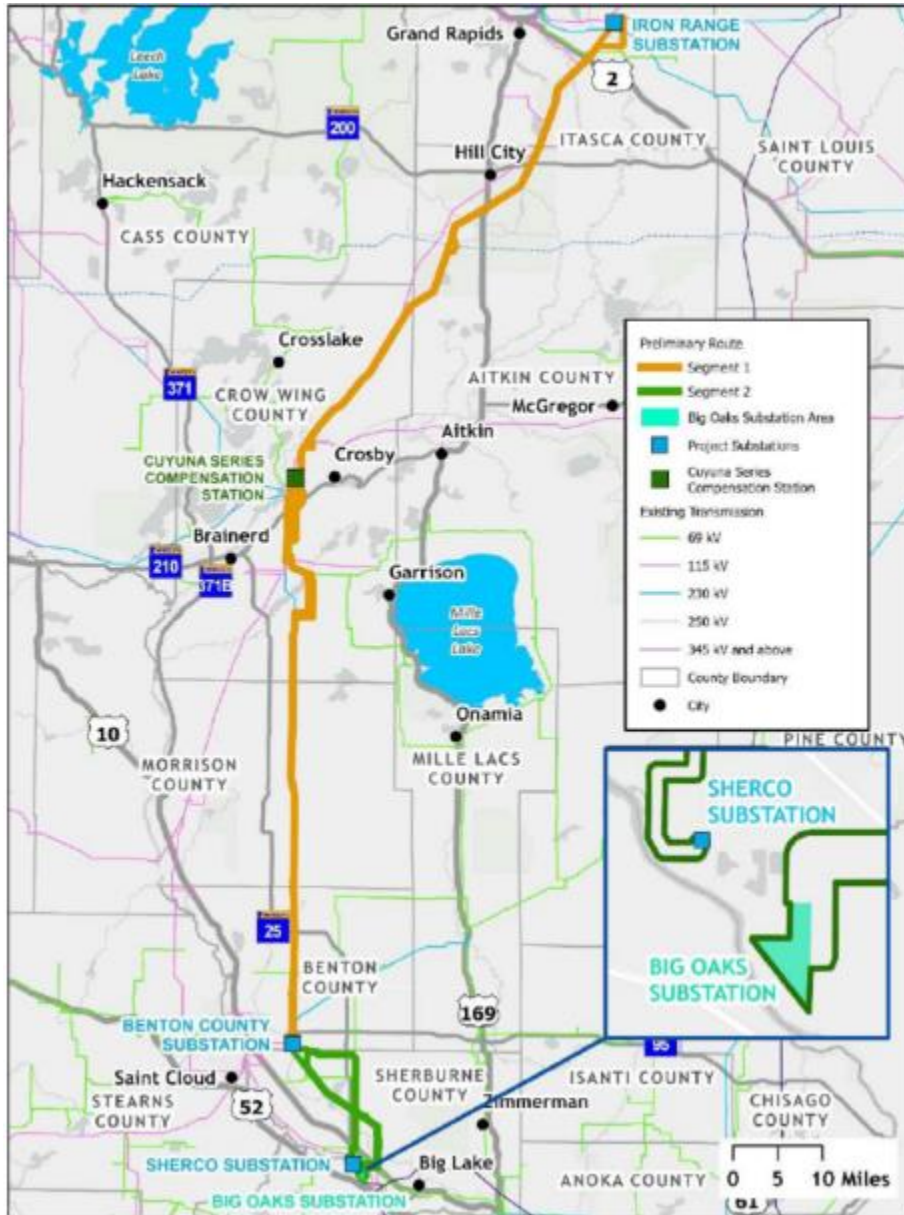 Grand Rapids
IRON RANGE
SUBSTATION
2
Leech
Lake
200
ITASCA COUNTY
SAINT LOUIS
COUNTY
Hill City
Hackensack
CASS COUNTY
Crosslake
371
CROW WING
COUNTY
AITKIN COUNTY
McGregor
Aitkin
Crosby
CUYUNA SERIES
COMPENSATION
STATION
Brainerd
210
371B
Garrison
Mille
Lacs
Lake
Onamia
MILLE LACS
COUNTY
10
MORRISON
COUNTY
PINE COUNTY
Preliminary Route
Segment 1
Segment 2
Big Oaks Substation Area
Project Substations
Cuyuna Series
Compensation Station
Existing Transmission
69 kV
115 kV
230 kV
250 kV
345 kV and above
County Boundary
City
SHERCO
SUBSTATION
BIG OAKS
SUBSTATION
25
BENTON
COUNTY
169
BENTON COUNTY
SUBSTATION
95
Saint Cloud
STEARNS
COUNTY
52
SHERBURNE
COUNTY
Zimmerman
ISANTI COUNTY
CHISAGO
COUNTY
SHERCO SUBSTATION
Big Lake
BIG OAKS SUBSTATION
ANOKA COUNTY
0 5 10 Miles
61